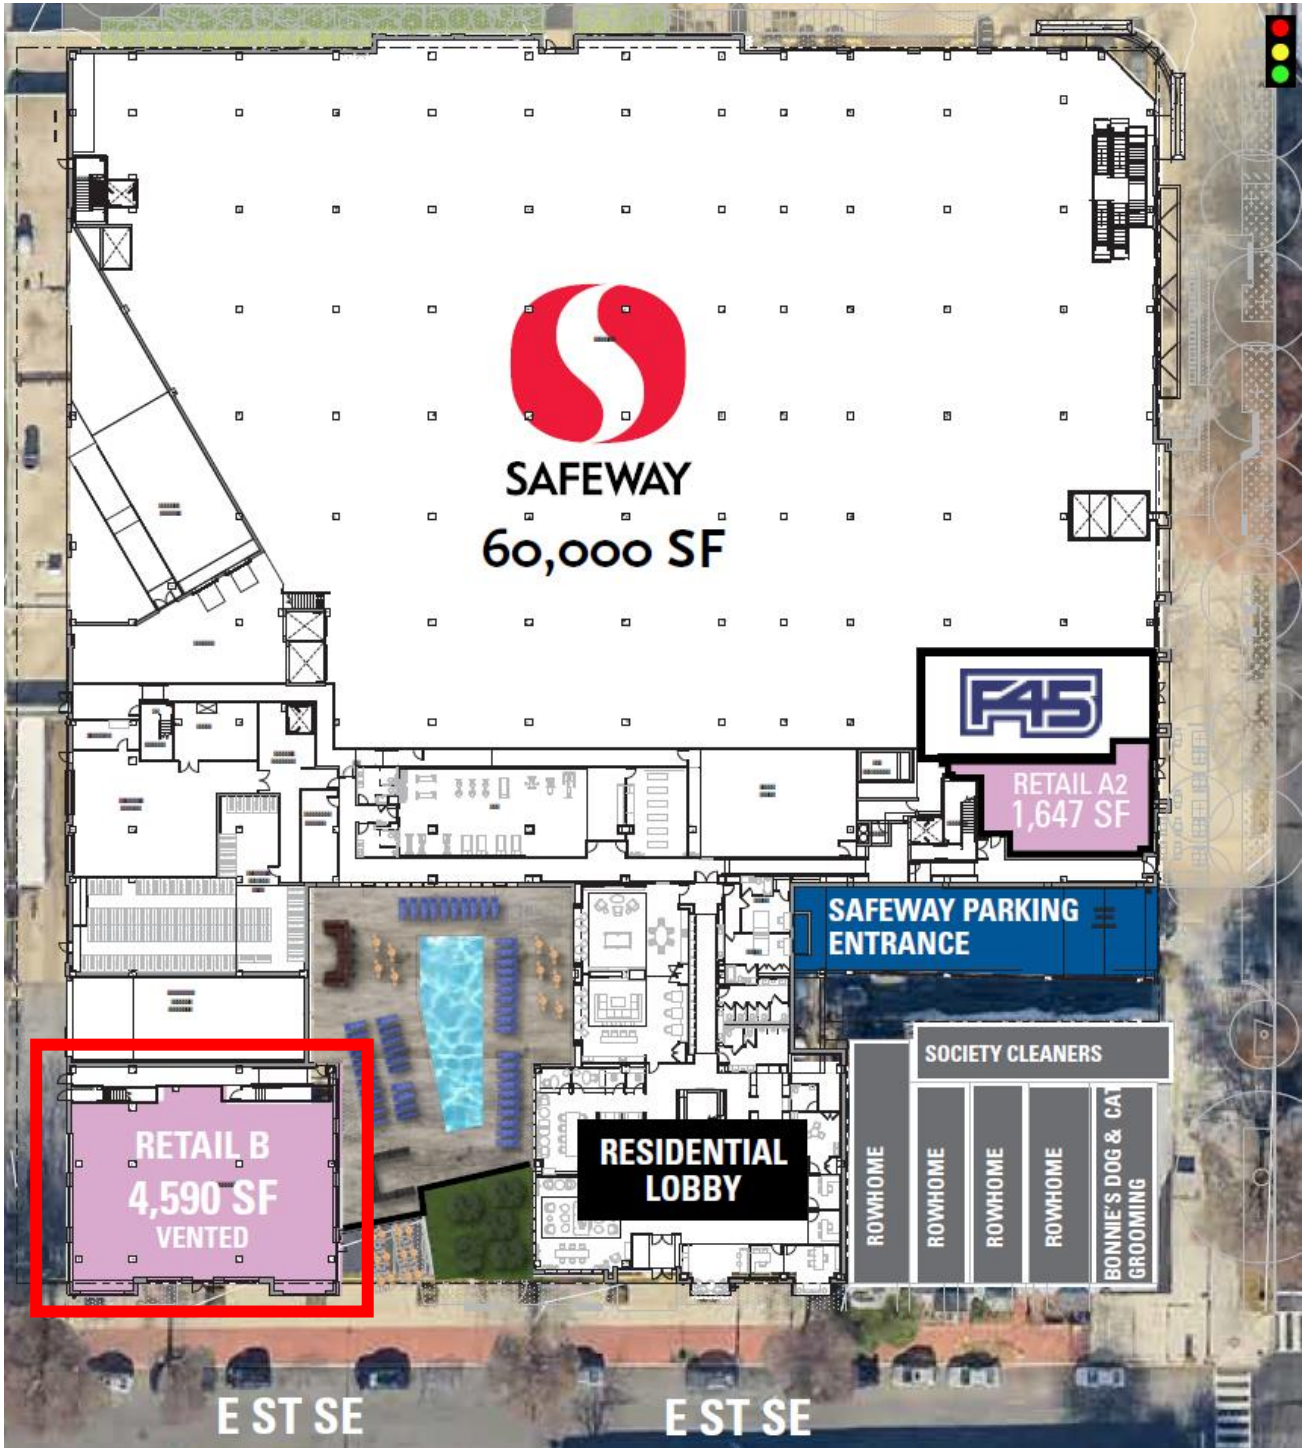 SAFEWAY
60,000 SF
F45
RETAIL A2
1,647 SF
SAFEWAY PARKING
ENTRANCE
SOCIETY CLEANERS
ROWHOME
ROWHOME
ROWHOME
ROWHOME
BONNIE'S DOG & CAT
GROOMING
RESIDENTIAL
LOBBY
RETAIL B
4,590 SF
VENTED
E ST SE
E ST SE